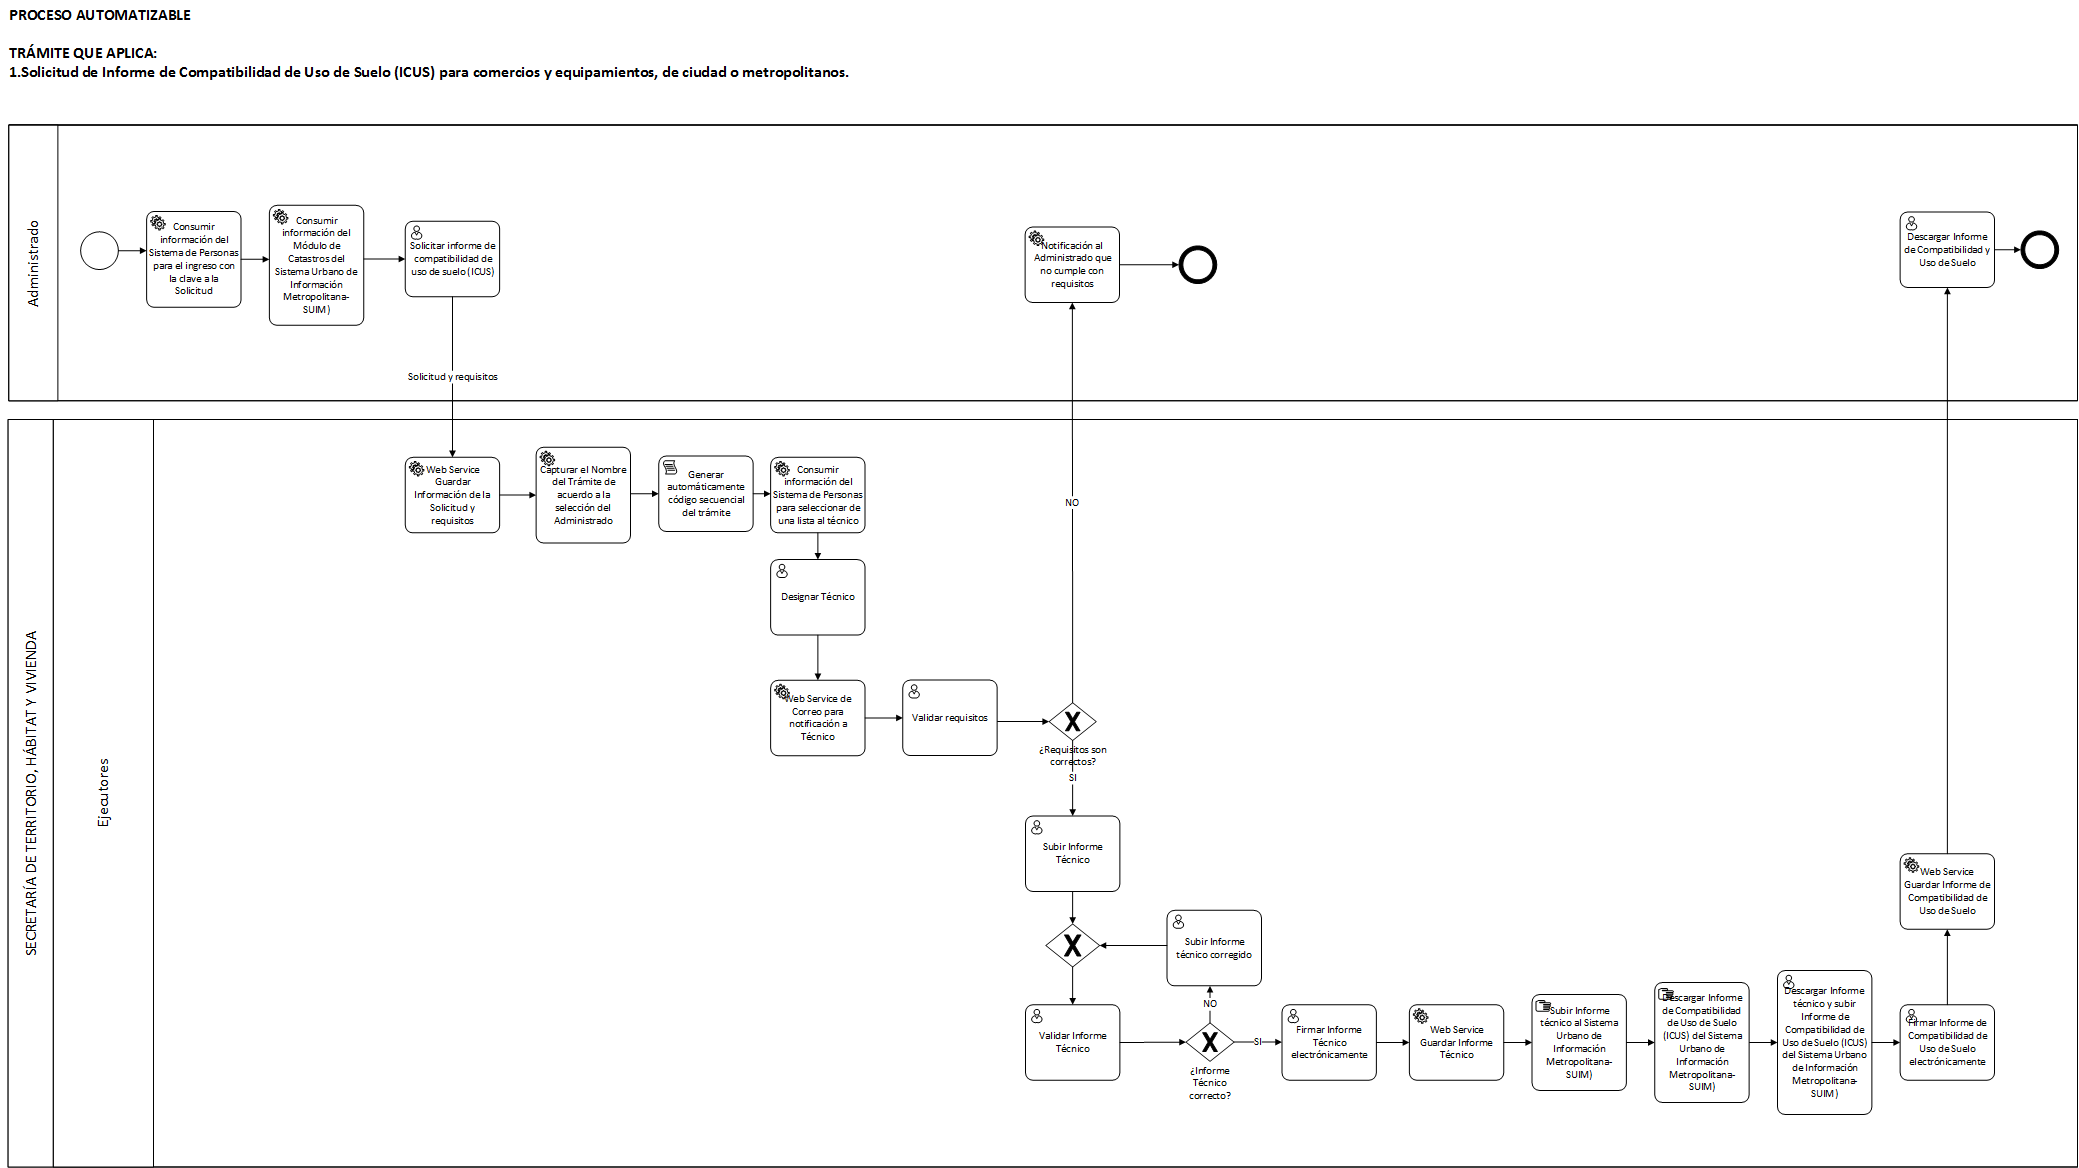 PROCESO AUTOMATIZABLE
TRÁMITE QUE APLICA:
1.Solicitud de Informe de Compatibilidad de Uso de Suelo (ICUS) para comercios y equipamientos, de ciudad o metropolitanos.
Administrado
Consumir
información del
Sistema de Personas
para el ingreso con
la clave a la
Solicitud
Consumir
información del
Módulo de
Catastros del
Sistema Urbano de
Información
Metropolitana-
SUIM)
Solicitar informe de
compatibilidad de
uso de suelo (ICUS)
Solicitud y requisitos
Notificación al
Administrado que
no cumple con
requisitos
Descargar Informe
de Compatibilidad y
Uso de Suelo
SECRETARÍA DE TERRITORIO, HÁBITAT Y VIVIENDA
Ejecutores
Web Service
Guardar
Información de la
Solicitud y
requisitos
Capturar el Nombre
del Trámite de
acuerdo a la
selección del
Administrado
Generar
automáticamente
código secuencial
del trámite
Consumir
información del
Sistema de Personas
para seleccionar de
una lista al técnico
Designar Técnico
Web Service de
Correo para
notificación a
Técnico
Validar requisitos
NO
¿Requisitos son
correctos?
SI
Subir Informe
Técnico
Subir Informe
técnico corregido
Validar Informe
Técnico
NO
¿Informe
Técnico
correcto?
SI
Firmar Informe
Técnico
electrónicamente
Web Service
Guardar Informe
Técnico
Subir Informe
técnico al Sistema
Urbano de
Información
Metropolitana-
SUIM)
Descargar Informe
de Compatibilidad
de Uso de Suelo
(ICUS) del Sistema
Urbano de
Información
Metropolitana-
SUIM)
Descargar Informe
técnico y subir
Informe de
Compatibilidad de
Uso de Suelo (ICUS)
del Sistema Urbano
de Información
Metropolitana-
SUIM)
Firmar Informe de
Compatibilidad de
Uso de Suelo
electrónicamente
Web Service
Guardar Informe de
Compatibilidad de
Uso de Suelo